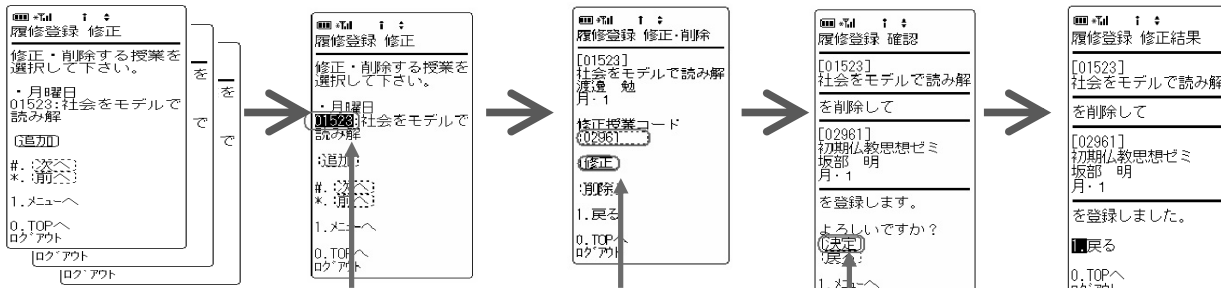 履修登録 修正
修正・削除する授業を
選択して下さい。
・月曜日
01523:社会をモデルで
読み解
[追加]
#.[次へ]
*.[前へ]
1.メニューへ
0.TOPへ
ログアウト
を
で
ログアウト
を
で
ログアウト
履修登録 修正
修正・削除する授業を
選択して下さい。
・月曜日
01523:社会をモデルで
読み解
[追加]
#.[次へ]
*.[前へ]
1.メニューへ
0.TOPへ
ログアウト
履修登録 修正・削除
[01523]
社会をモデルで読み解
渡邉 勉
月・1
修正授業コード
[02961]
[修正]
[削除]
1.戻る
0.TOPへ
ログアウト
履修登録 確認
[01523]
社会をモデルで読み解
を削除して
[02961]
初期仏教思想ゼミ
坂部 明
月・1
を登録します。
よろしいですか?
[決定]
[戻る]
1.メニューへ
履修登録 修正結果
[01523]
社会をモデルで読み解
を削除して
[02961]
初期仏教思想ゼミ
坂部 明
月・1
を登録しました。
1.戻る
0.TOPへ
ログアウト